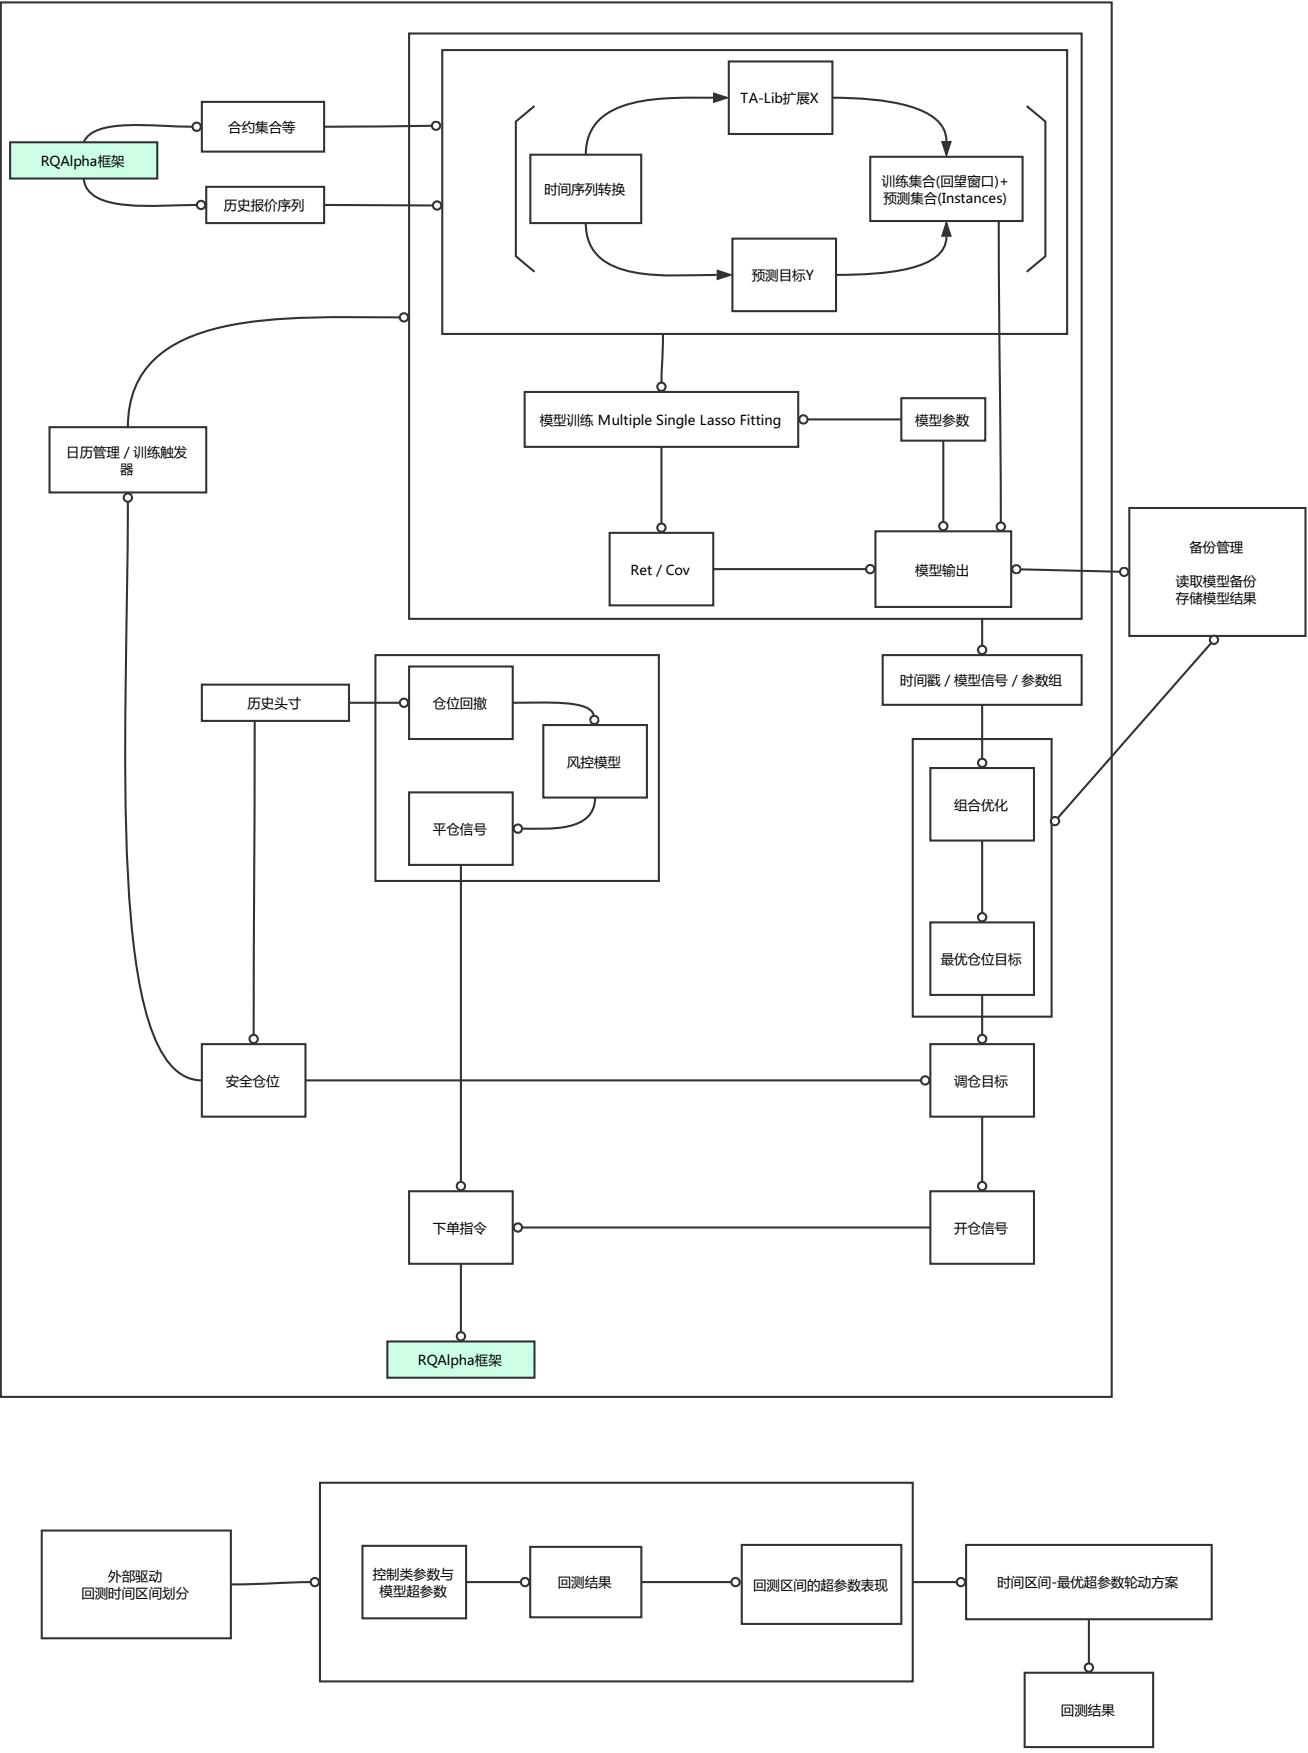 TA-Lib扩展X
合约集合等
RQAlpha框架
时间序列转换
训练集合(回望窗口)+
预测集合(Instances)
历史报价序列
预测目标Y
模型训练 Multiple Single Lasso Fitting
模型参数
日历管理 / 训练触发
器
备份管理
读取模型备份
存储模型结果
Ret / Cov
模型输出
时间戳 / 模型信号 / 参数组
历史头寸
仓位回撤
风控模型
平仓信号
组合优化
最优仓位目标
安全仓位
调仓目标
下单指令
开仓信号
RQAlpha框架
外部驱动
回测时间区间划分
控制类参数与
模型超参数
回测结果
回测区间的超参数表现
时间区间-最优超参数轮动方案
回测结果